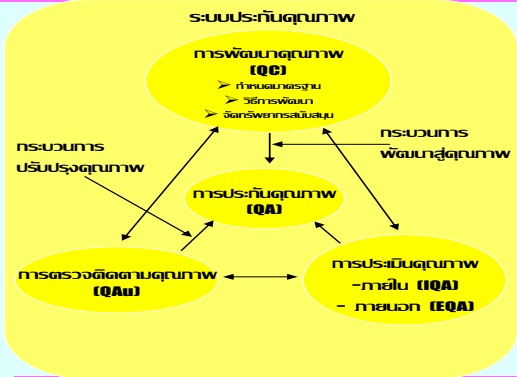 ระบบประกันคุณภาพ
การพัฒนาคุณภาพ
(QC)
➢ กำหนดมาตรฐาน
➢ วิธีการพัฒนา
➢ จัดทรัพยากรสนับสนุน
กระบวนการ
ปรับปรุงคุณภาพ
กระบวนการ
พัฒนาสู่คุณภาพ
การประกันคุณภาพ
(QA)
การตรวจติดตามคุณภาพ
(QAu)
การประเมินคุณภาพ
-ภายใน (IQA)
- ภายนอก (EQA)